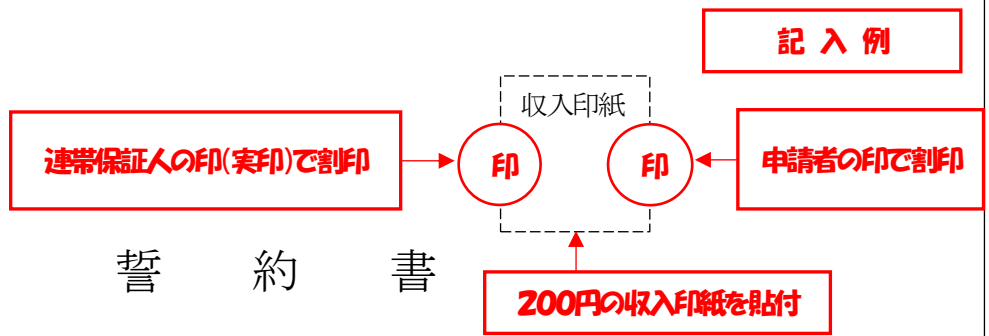 記 入 例
収入印紙
連帯保証人の印(実印)で割印
印
印
申請者の印で割印
誓 約 書
200円の収入印紙を貼付